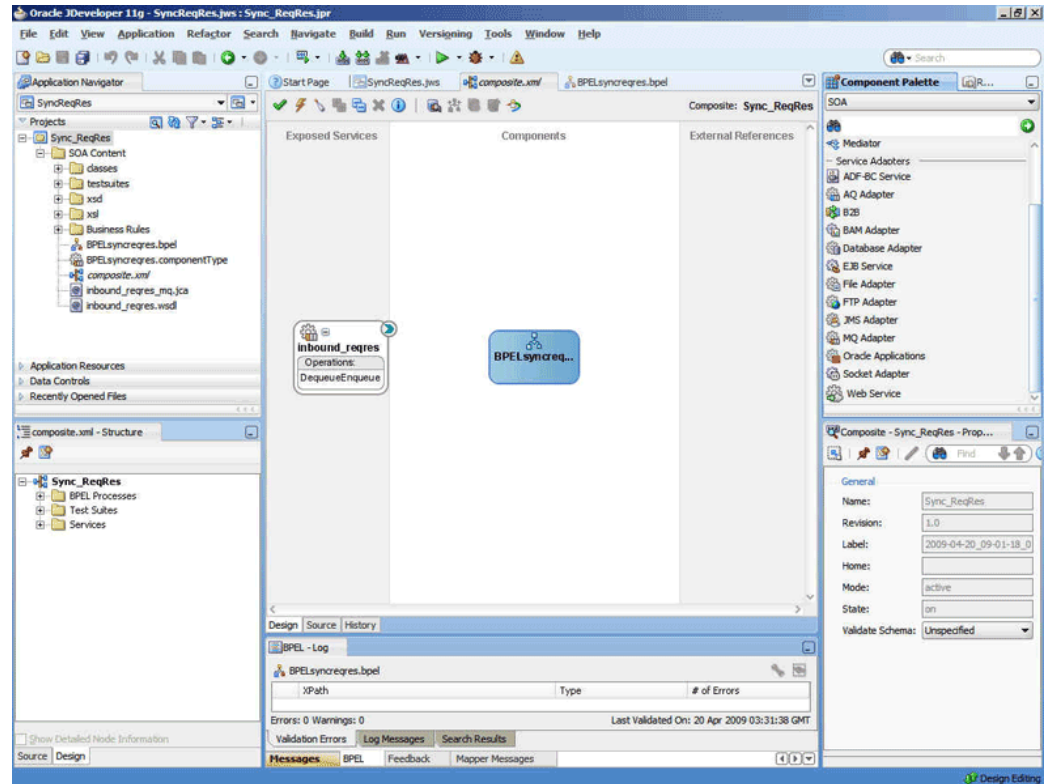 Oracle JDeveloper 11g - SyncReqRes.jws : Sync_ReqRes.jpr
File Edit View Application Refactor Search Navigate Build Run Versigning Tools Window Help
Search
Application Navigator
SyncReqRes
Projects
Sync_ReqRes
SOA Content
classes
testsuites
xsd
xsl
Business Rules
BPELsyncreqres.bpel
BPELsyncreqres.componentType
composite.xml
inbound_reqres_mq.jca
inbound_reqres.wsdl
Application Resources
Data Controls
Recently Opened Files
composite.xml - Structure
Sync_ReqRes
BPEL Processes
Test Suites
Services
Show Detailed Node Information
Source Design
Start Page SyncReqRes.jws composite.xml BPELsyncreqres.bpel
Composite: Sync_ReqRes
Exposed Services Components External References
inbound_reqres
Operations:
DequeueEnqueue
BPELsyncreq...
Design Source History
BPEL - Log
BPELsyncreqres.bpel
XPath Type # of Errors
Errors: 0 Warnings: 0 Last Validated On: 20 Apr 2009 03:31:38 GMT
Validation Errors Log Messages Search Results
Messages BPEL Feedback Mapper Messages
Component Palette R...
SOA
Mediator
Service Adapters
ADF-BC Service
AQ Adapter
B2B
BAM Adapter
Database Adapter
EJB Service
File Adapter
FTP Adapter
JMS Adapter
MQ Adapter
Oracle Applications
Socket Adapter
Web Service
Composite - Sync_ReqRes - Prop...
Find
General
Name: Sync_ReqRes
Revision: 1.0
Label: 2009-04-20_09-01-18_0
Home:
Mode: active
State: on
Validate Schema: Unspecified
Design Editing